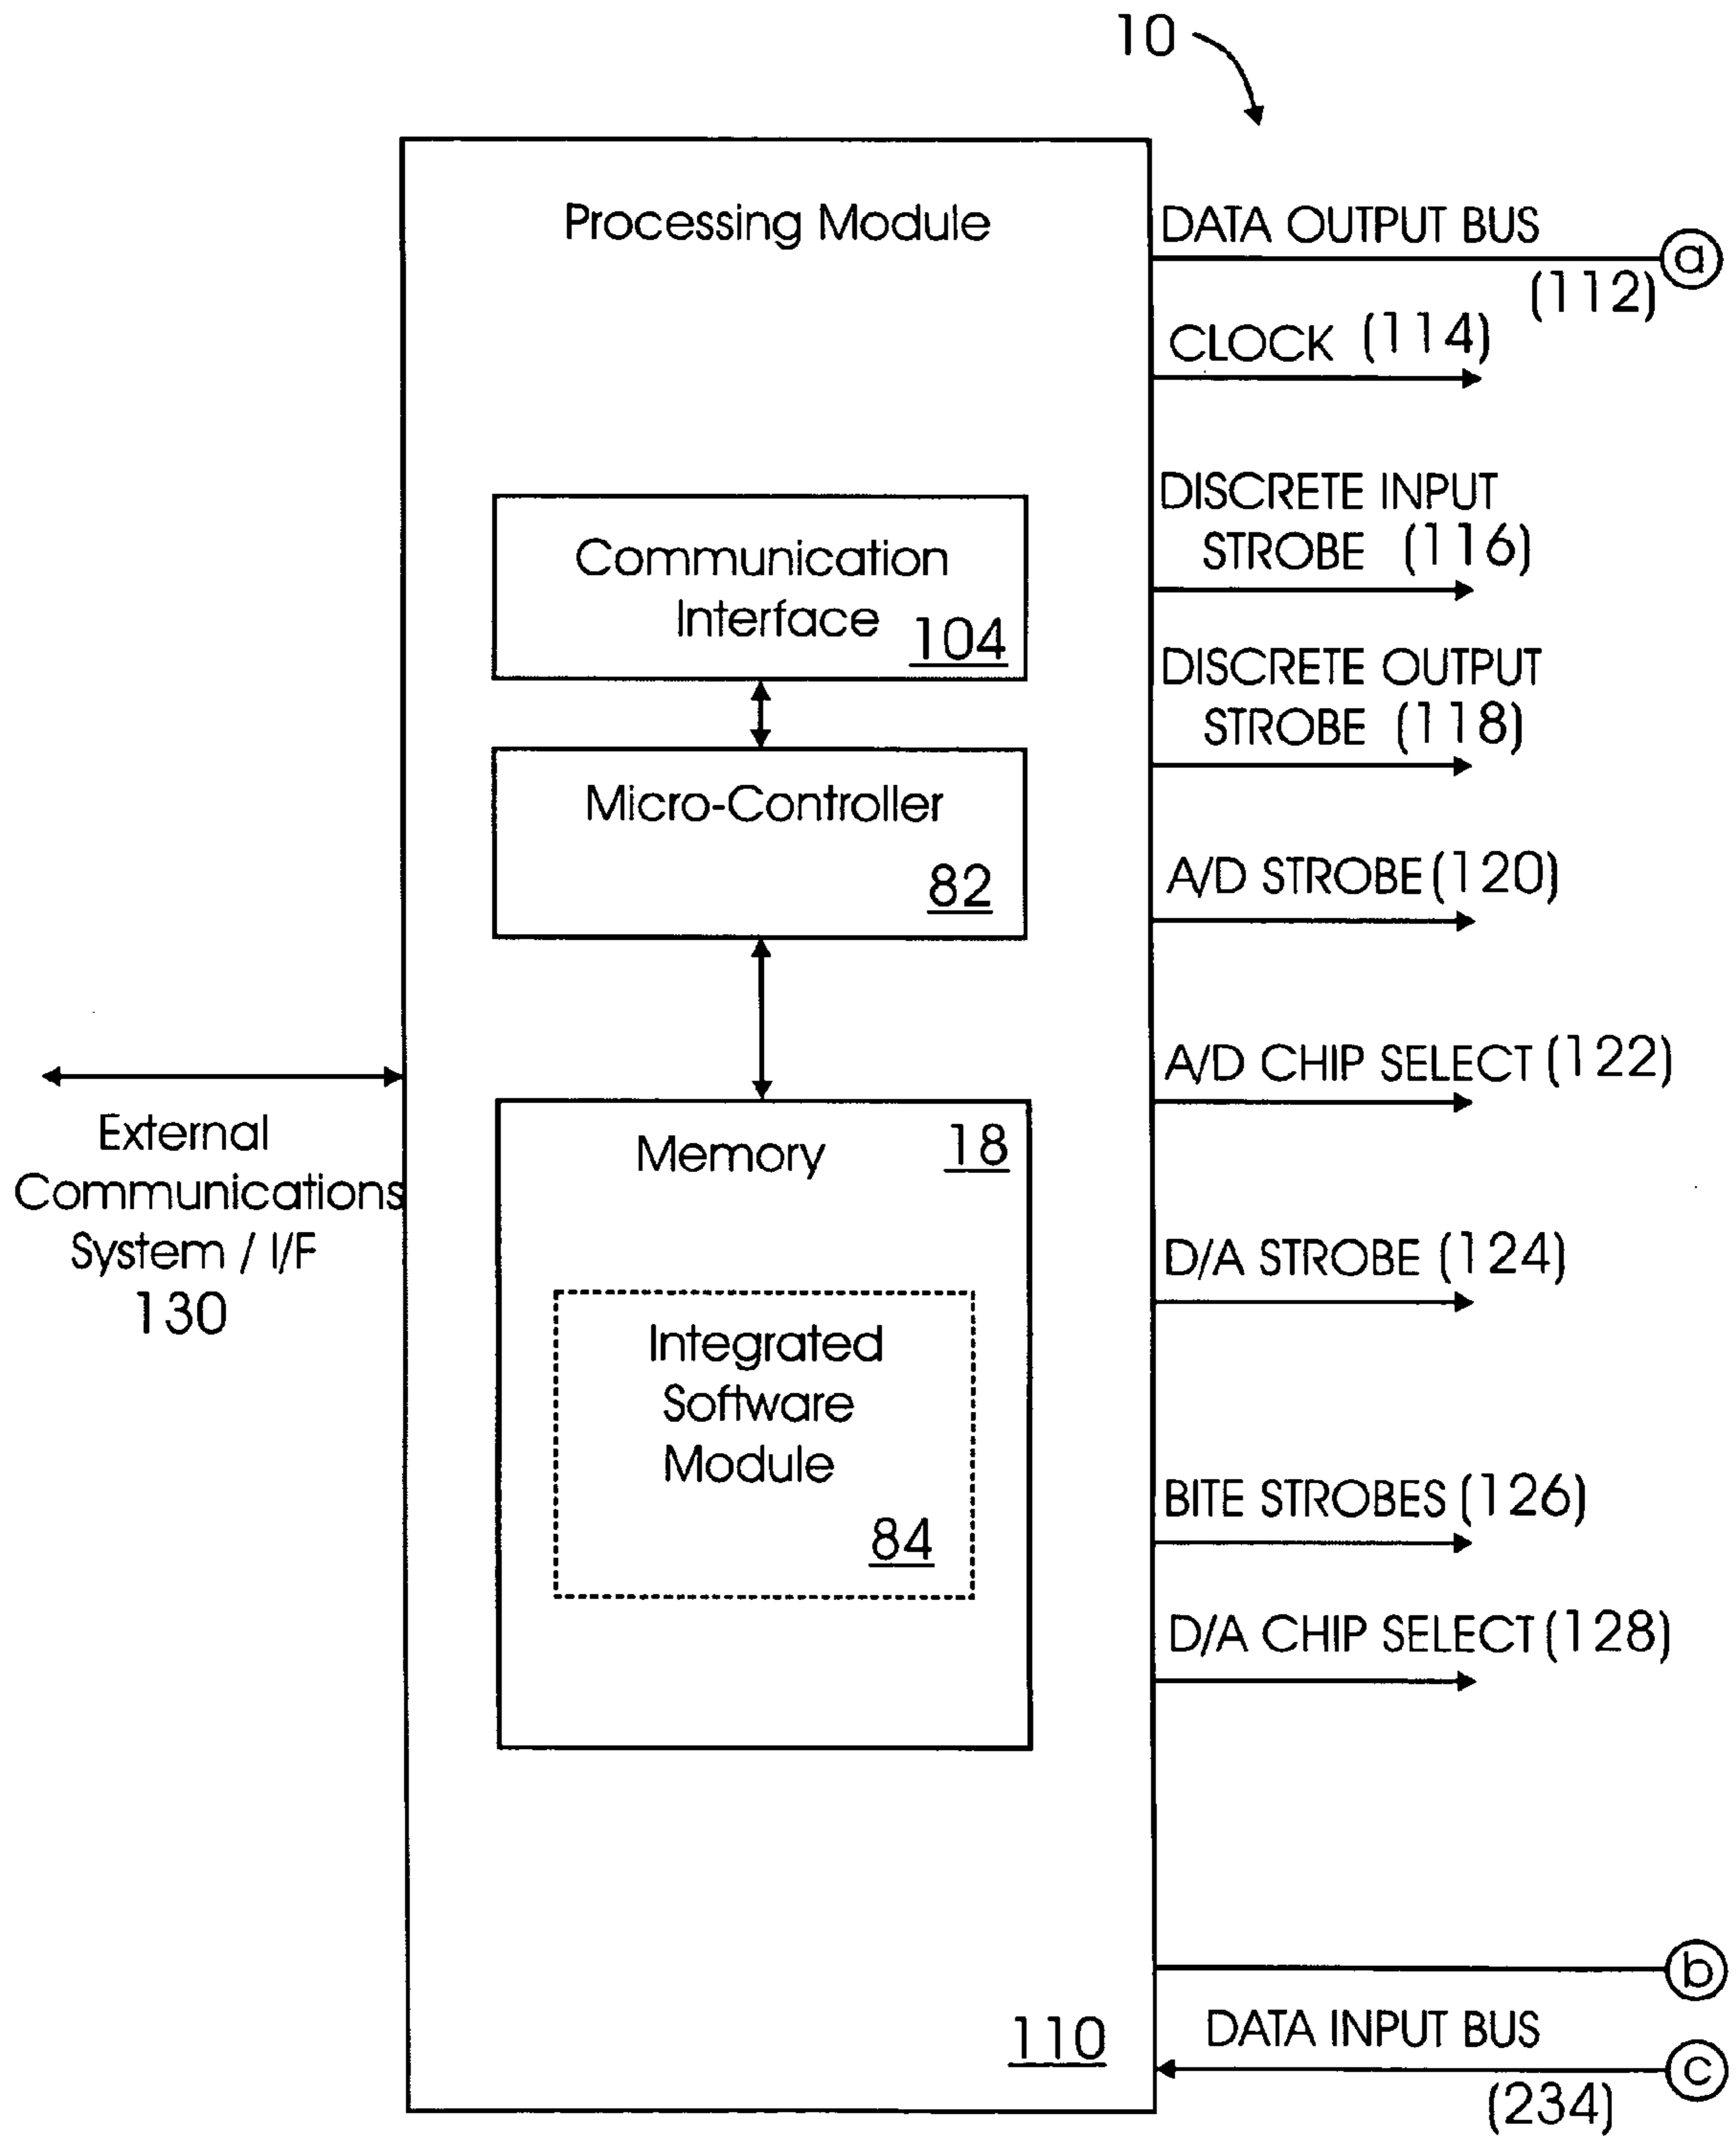 10
Processing Module
DATA OUTPUT BUS
a
(112)
CLOCK (114)
DISCRETE INPUT
STROBE (116)
Communication
Interface 104
DISCRETE OUTPUT
STROBE (118)
Micro-Controller
82
A/D STROBE (120)
A/D CHIP SELECT (122)
External
Communications
System / I/F
130
Memory 18
D/A STROBE (124)
Integrated
Software
Module
84
BITE STROBES (126)
D/A CHIP SELECT (128)
b
110
DATA INPUT BUS
c
(234)